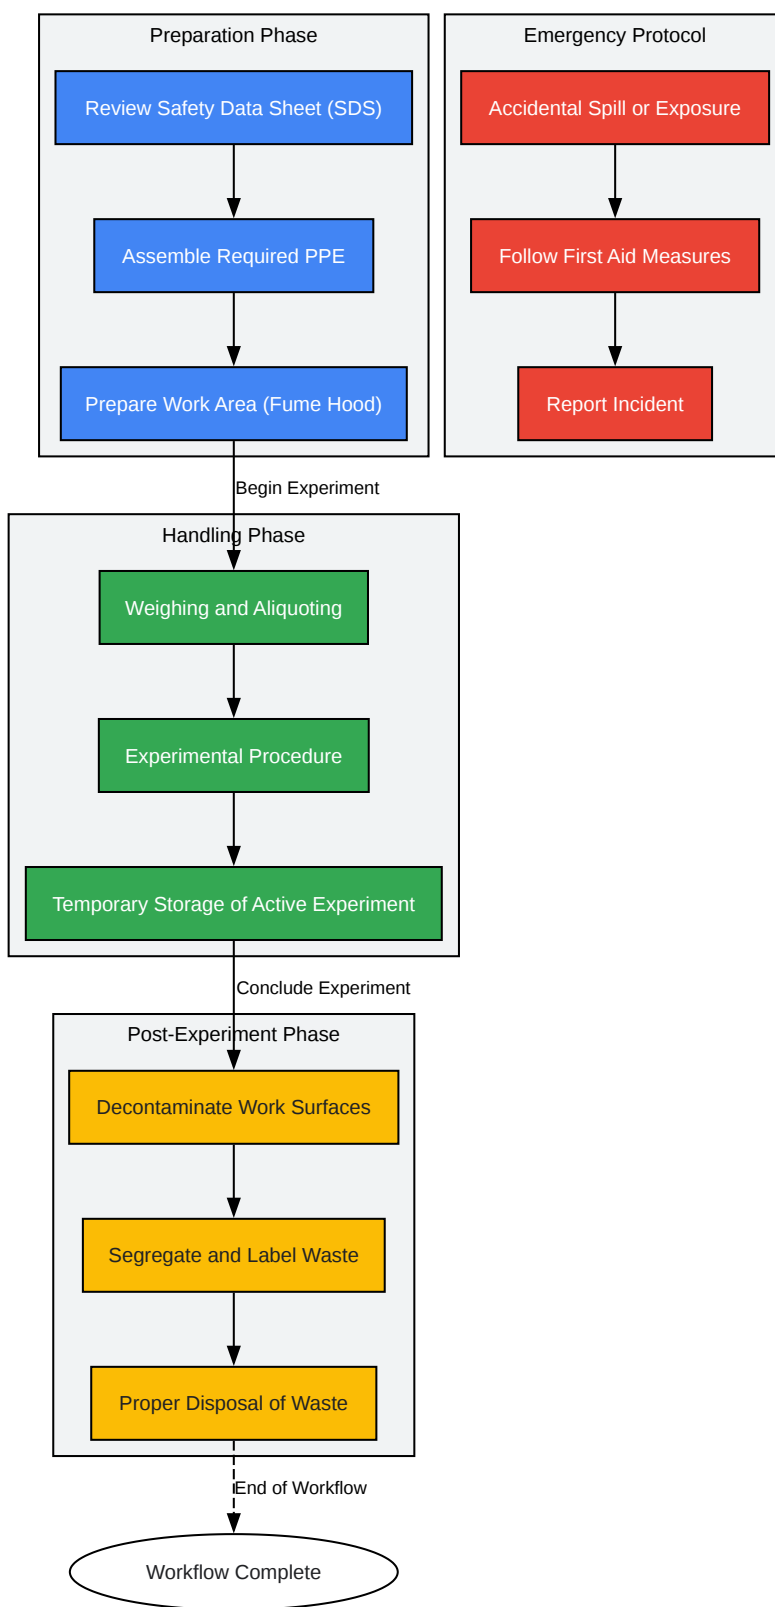 Preparation Phase
Review Safety Data Sheet (SDS)
Assemble Required PPE
Prepare Work Area (Fume Hood)
Emergency Protocol
Accidental Spill or Exposure
Follow First Aid Measures
Report Incident
Begin Experiment
Handling Phase
Weighing and Aliquoting
Experimental Procedure
Temporary Storage of Active Experiment
Conclude Experiment
Post-Experiment Phase
Decontaminate Work Surfaces
Segregate and Label Waste
Proper Disposal of Waste
End of Workflow
Workflow Complete